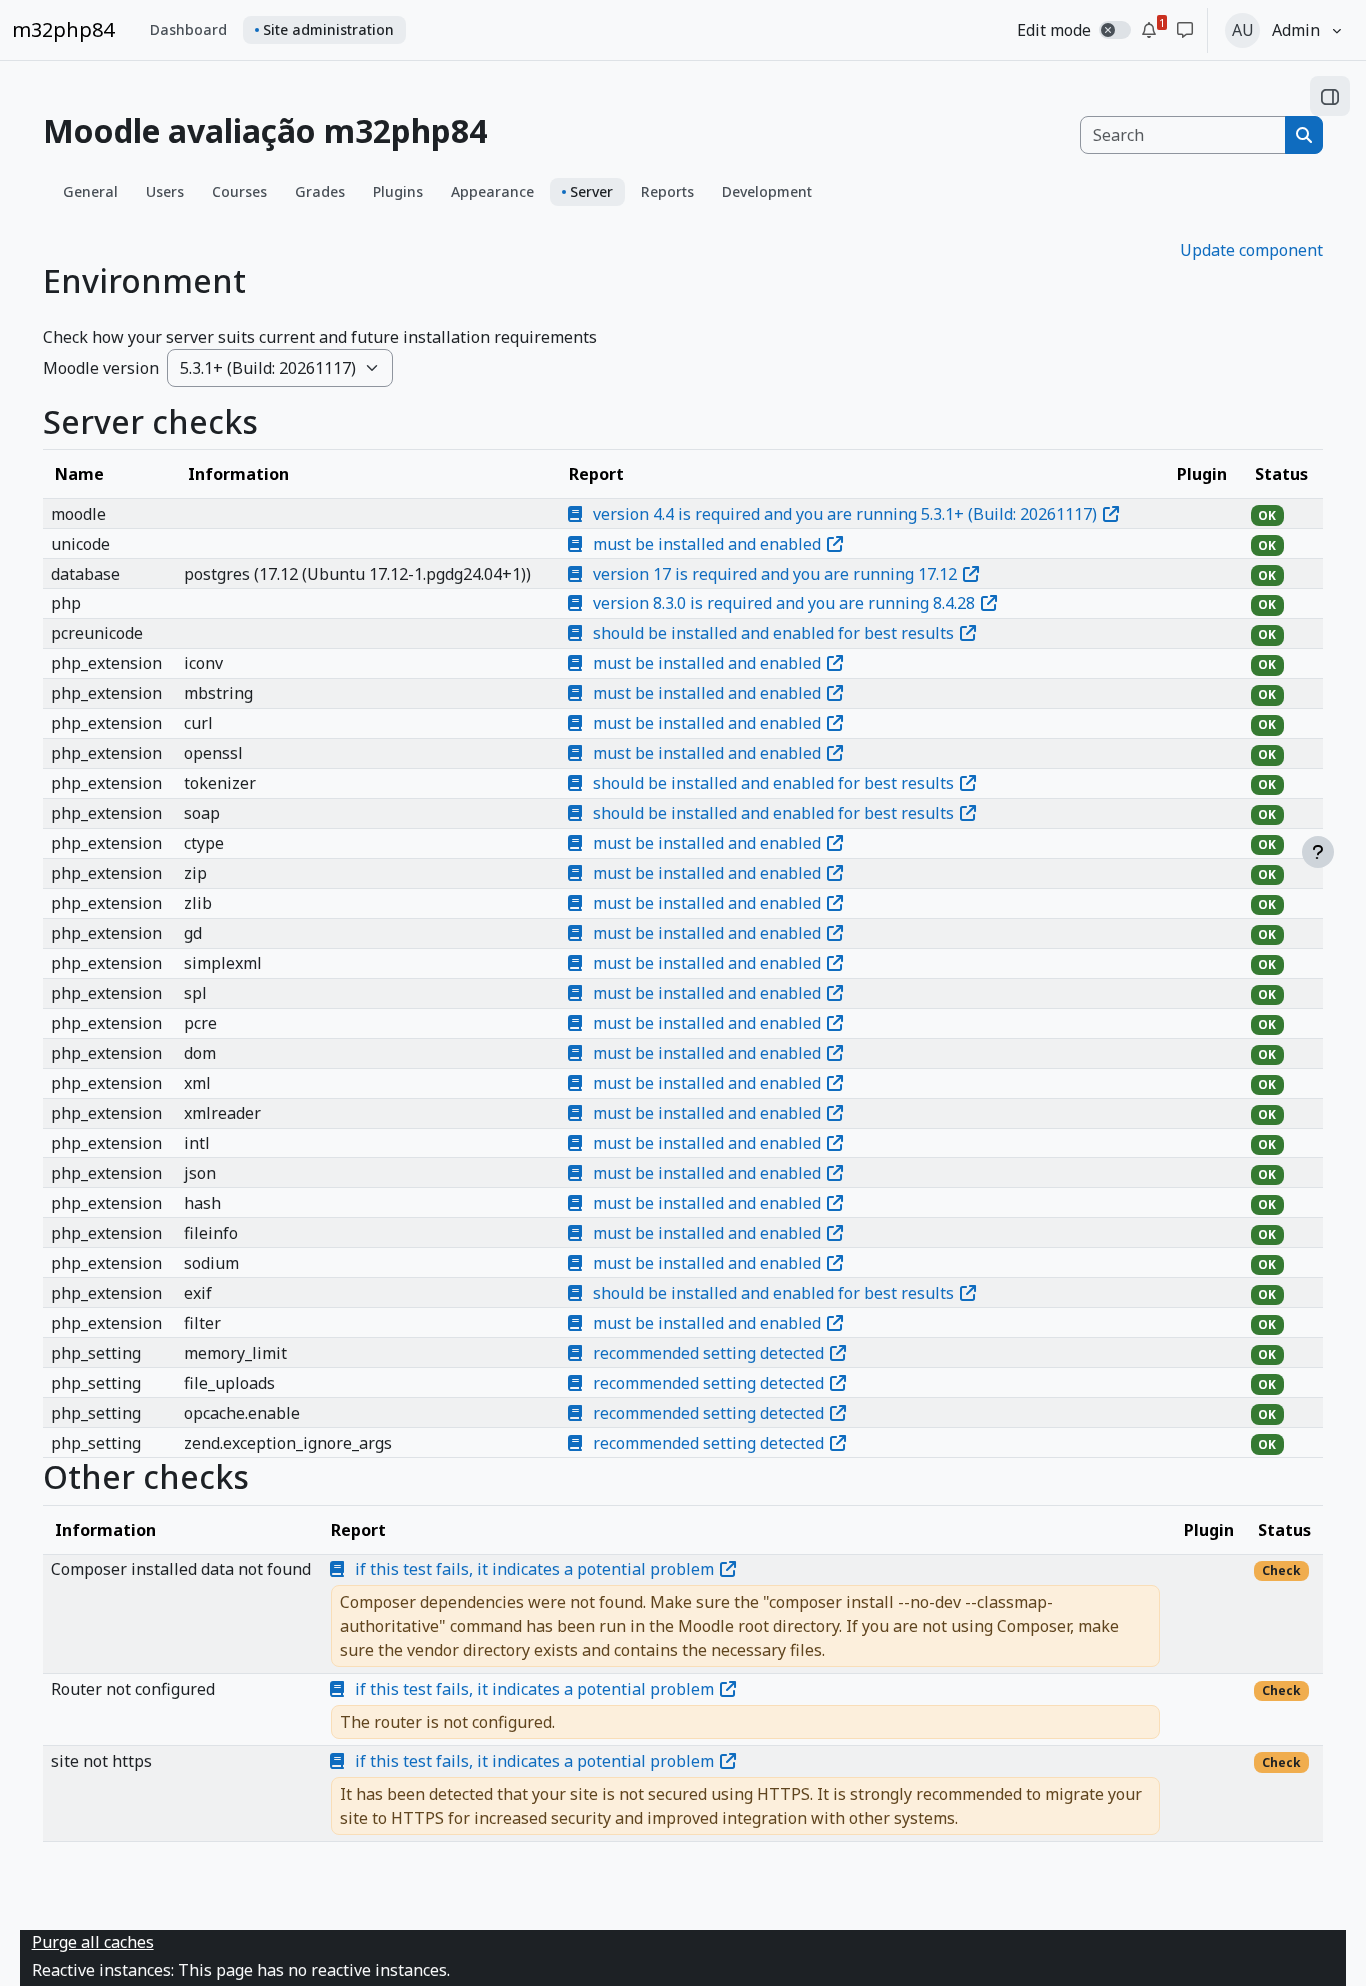 m32php84 Dashboard Site administration Edit mode 1 AU Admin
Moodle avaliação m32php84 Search
General Users Courses Grades Plugins Appearance Server Reports Development
Update component
Environment
Check how your server suits current and future installation requirements
Moodle version 5.3.1+ (Build: 20261117)
Server checks
Name Information Report Plugin Status
moodle version 4.4 is required and you are running 5.3.1+ (Build: 20261117) OK
unicode must be installed and enabled OK
database postgres (17.12 (Ubuntu 17.12-1.pgdg24.04+1)) version 17 is required and you are running 17.12 OK
php version 8.3.0 is required and you are running 8.4.28 OK
pcreunicode should be installed and enabled for best results OK
php_extension iconv must be installed and enabled OK
php_extension mbstring must be installed and enabled OK
php_extension curl must be installed and enabled OK
php_extension openssl must be installed and enabled OK
php_extension tokenizer should be installed and enabled for best results OK
php_extension soap should be installed and enabled for best results OK
php_extension ctype must be installed and enabled OK
?
php_extension zip must be installed and enabled OK
php_extension zlib must be installed and enabled OK
php_extension gd must be installed and enabled OK
php_extension simplexml must be installed and enabled OK
php_extension spl must be installed and enabled OK
php_extension pcre must be installed and enabled OK
php_extension dom must be installed and enabled OK
php_extension xml must be installed and enabled OK
php_extension xmlreader must be installed and enabled OK
php_extension intl must be installed and enabled OK
php_extension json must be installed and enabled OK
php_extension hash must be installed and enabled OK
php_extension fileinfo must be installed and enabled OK
php_extension sodium must be installed and enabled OK
php_extension exif should be installed and enabled for best results OK
php_extension filter must be installed and enabled OK
php_setting memory_limit recommended setting detected OK
php_setting file_uploads recommended setting detected OK
php_setting opcache.enable recommended setting detected OK
php_setting zend.exception_ignore_args recommended setting detected OK
Other checks
Information Report Plugin Status
Composer installed data not found if this test fails, it indicates a potential problem Check
Composer dependencies were not found. Make sure the "composer install --no-dev --classmap-
authoritative" command has been run in the Moodle root directory. If you are not using Composer, make
sure the vendor directory exists and contains the necessary files.
Router not configured if this test fails, it indicates a potential problem Check
The router is not configured.
site not https if this test fails, it indicates a potential problem Check
It has been detected that your site is not secured using HTTPS. It is strongly recommended to migrate your
site to HTTPS for increased security and improved integration with other systems.
Purge all caches
Reactive instances: This page has no reactive instances.